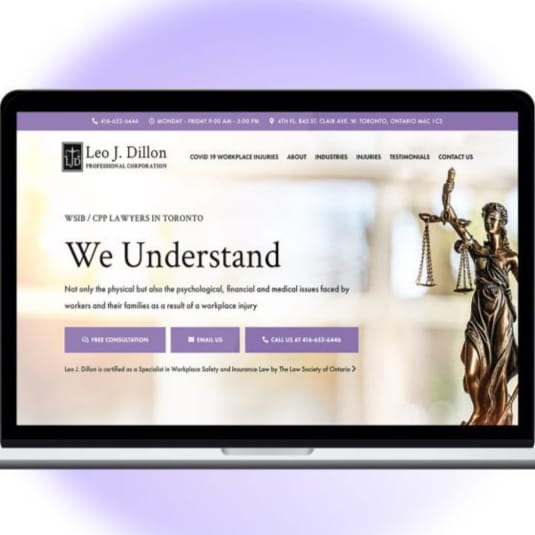 416-653-6446 MONDAY - FRIDAY 9:00 AM - 5:00 PM 4TH FL. 843 ST. CLAIR AVE. W. TORONTO, ONTARIO M6C 1C3
LJD Leo J. Dillon
PROFESSIONAL CORPORATION
COVID 19 WORKPLACE INJURIES ABOUT INDUSTRIES INJURIES TESTIMONIALS CONTACT US
WSIB / CPP LAWYERS IN TORONTO
We Understand
Not only the physical but also the psychological, financial and medical issues faced by
workers and their families as a result of a workplace injury
FREE CONSULTATION EMAIL US CALL US AT 416-653-6446
Leo J. Dillon is certified as a Specialist in Workplace Safety and Insurance Law by The Law Society of Ontario